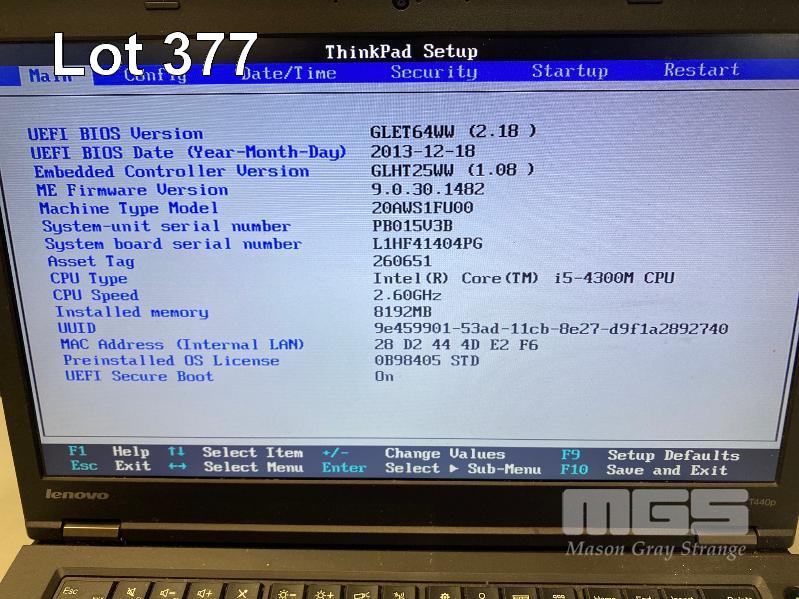 Lot 377
ThinkPad Setup
Main Config Date/Time Security Startup Restart
UEFI BIOS Version GLET64WW (2.18 )
UEFI BIOS Date (Year-Month-Day) 2013-12-18
Embedded Controller Version GLHT25WW (1.08 )
ME Firmware Version 9.0.30.1482
Machine Type Model 20AWS1FU00
System-unit serial number PB015V3B
System board serial number L1HF41404PG
Asset Tag 260651
CPU Type Intel(R) Core(TM) i5-4300M CPU
CPU Speed 2.60GHz
Installed memory 8192MB
UUID 9e459901-53ad-11cb-8e27-d9f1a2892740
MAC Address (Internal LAN) 28 D2 44 4D E2 F6
Preinstalled OS License 0B98405 STD
UEFI Secure Boot On
F1 Help ↑↓ Select Item +/- Change Values F9 Setup Defaults
Esc Exit ↔ Select Menu Enter Select ▶ Sub-Menu F10 Save and Exit
lenovo
T440p
MGS
Mason Gray Strange
Esc